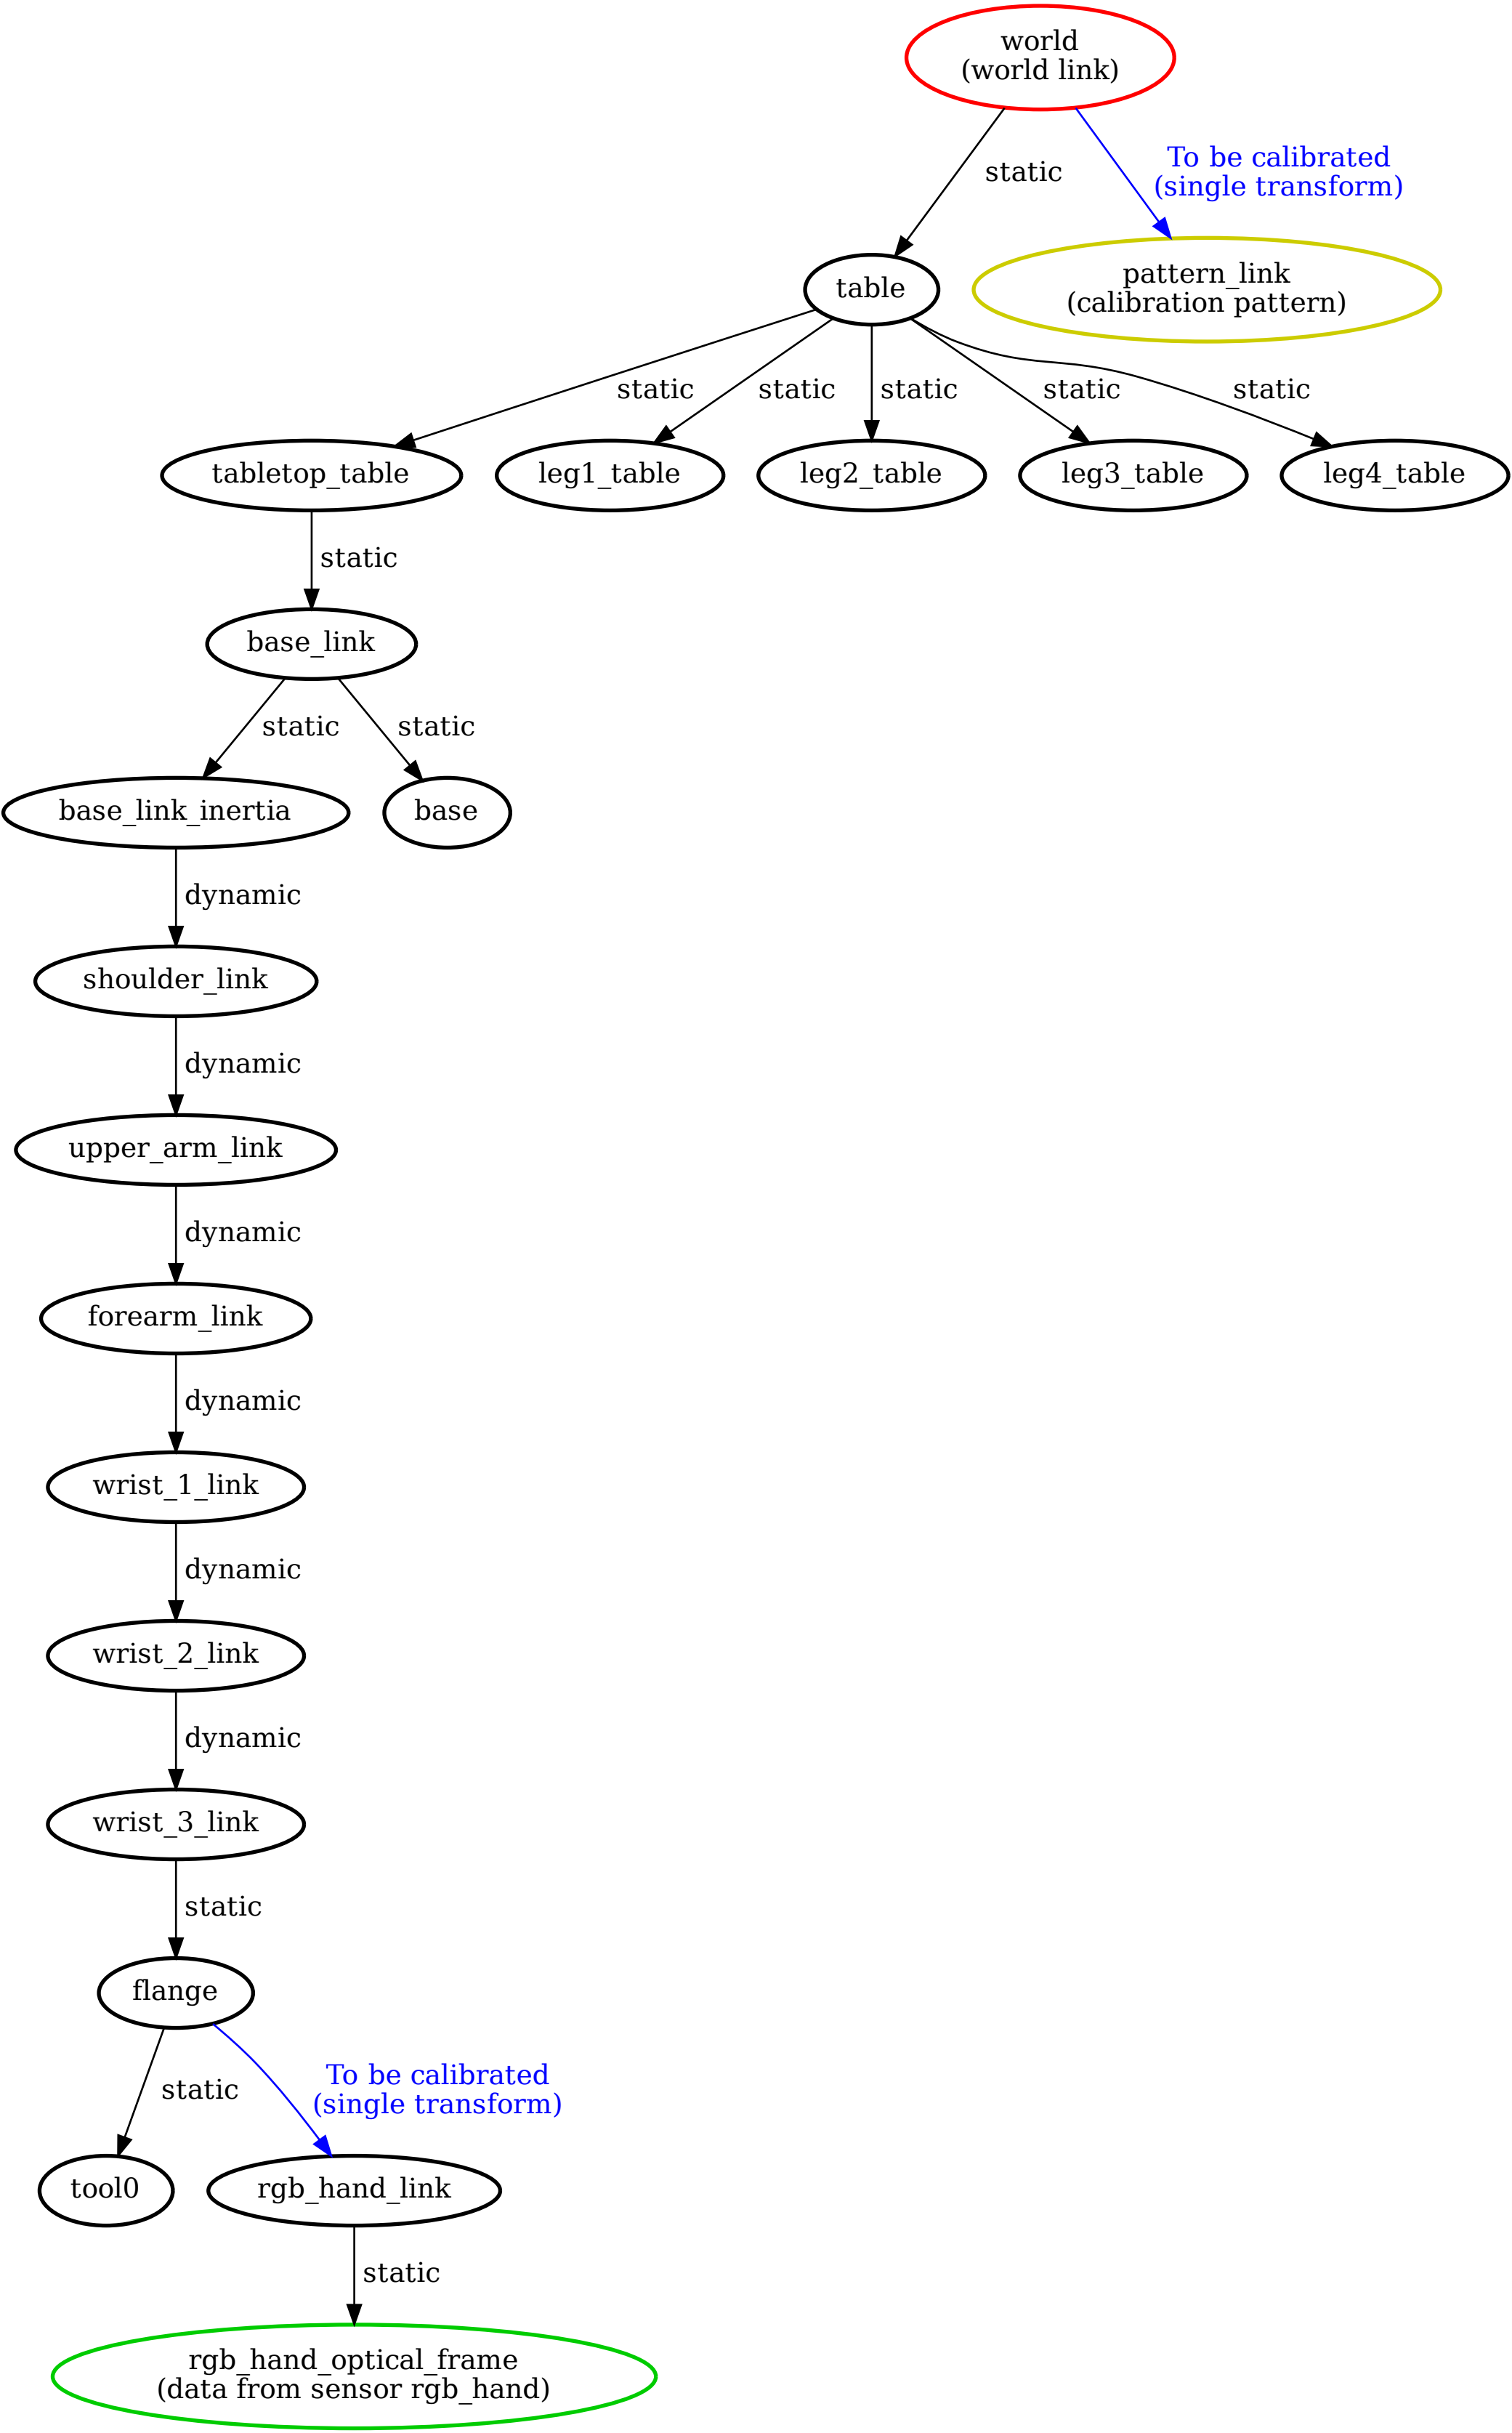 world
(world link)
static
To be calibrated
(single transform)
table
pattern_link
(calibration pattern)
static
static
static
static
static
tabletop_table
leg1_table
leg2_table
leg3_table
leg4_table
static
base_link
static
static
base_link_inertia
base
dynamic
shoulder_link
dynamic
upper_arm_link
dynamic
forearm_link
dynamic
wrist_1_link
dynamic
wrist_2_link
dynamic
wrist_3_link
static
flange
static
To be calibrated
(single transform)
tool0
rgb_hand_link
static
rgb_hand_optical_frame
(data from sensor rgb_hand)